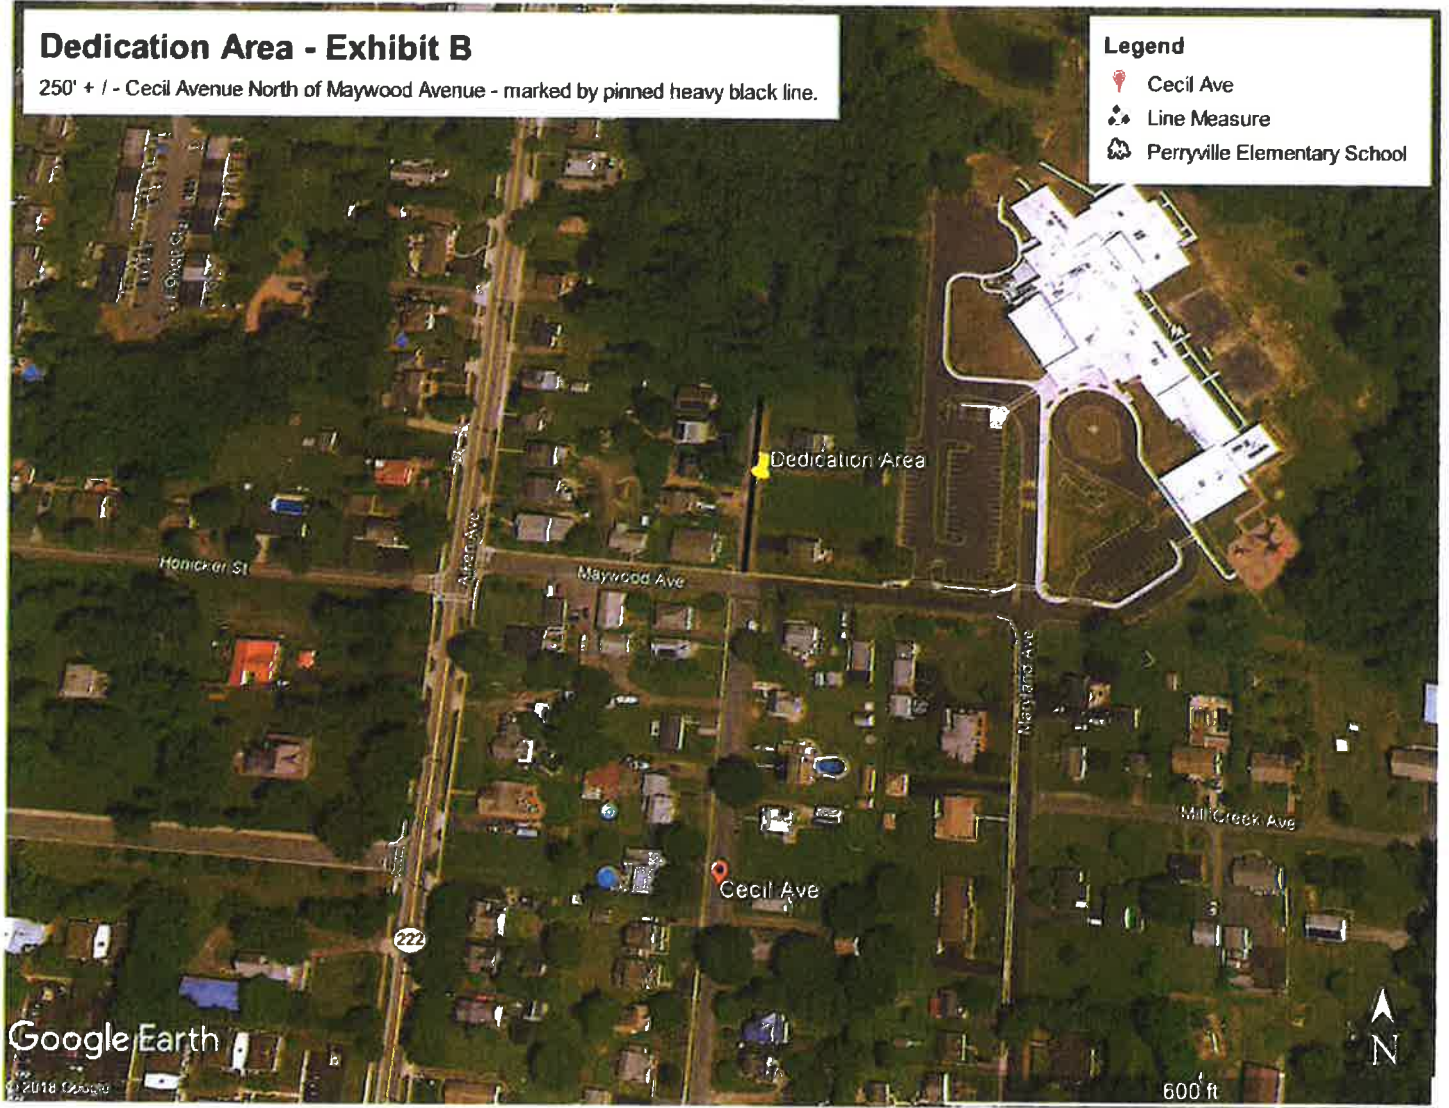 Dedication Area - Exhibit B
250' + / - Cecil Avenue North of Maywood Avenue - marked by pinned heavy black line.
Legend
Cecil Ave
Line Measure
Perryville Elementary School
Dedication Area
Honicker St
Aiken Ave
Maywood Ave
Maryland Ave
Mill Creek Ave
Cecil Ave
222
Google Earth
© 2018 Google
N
600 ft